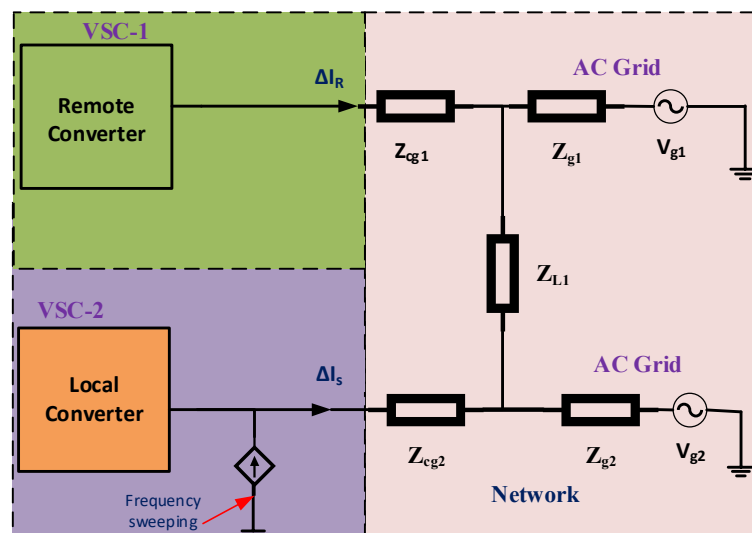 VSC-1
Remote
Converter
ΔIR
Zcg1
AC Grid
Zg1
Vg1
ZL1
VSC-2
Local
Converter
ΔIs
Frequency
sweeping
Zcg2
AC Grid
Zg2
Vg2
Network